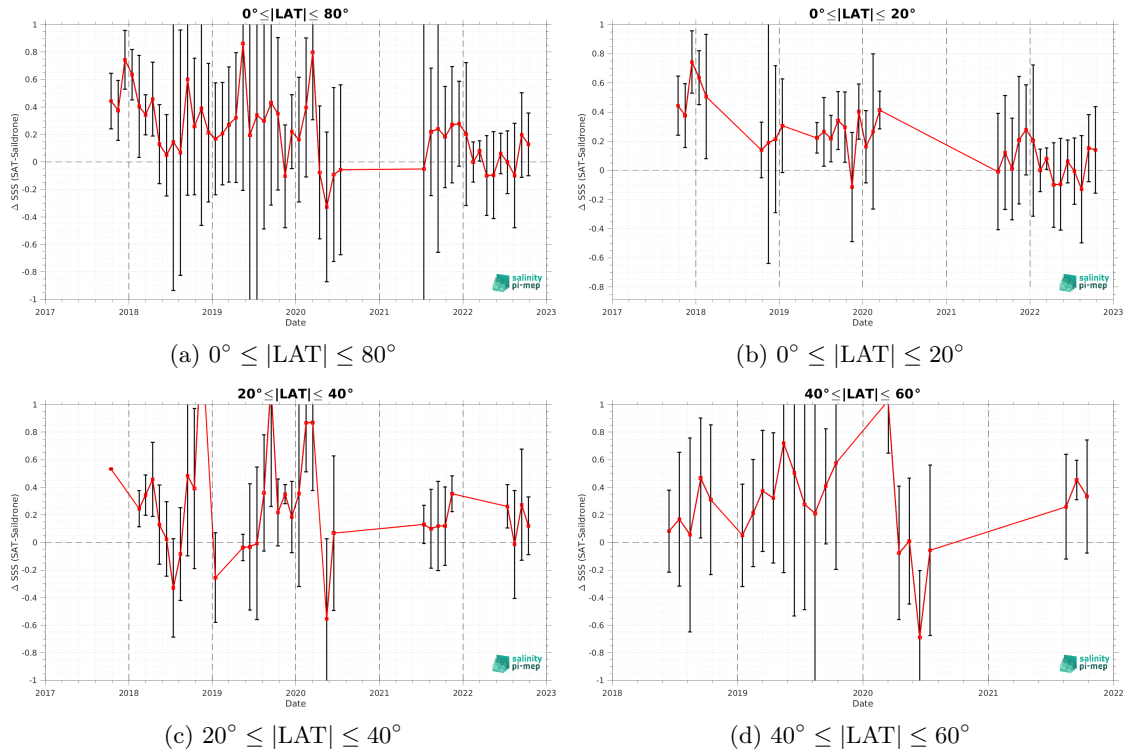 0°≤|LAT|≤ 80°
Δ SSS (SAT-Saildrone)
1
0.8
0.6
0.4
0.2
0
-0.2
-0.4
-0.6
-0.8
-1
salinity
pi-mep
2017 2018 2019 2020 2021 2022 2023
Date
(a) 0° ≤ |LAT| ≤ 80°
0°≤|LAT|≤ 20°
Δ SSS (SAT-Saildrone)
1
0.8
0.6
0.4
0.2
0
-0.2
-0.4
-0.6
-0.8
salinity
pi-mep
2017 2018 2019 2020 2021 2022 2023
Date
(b) 0° ≤ |LAT| ≤ 20°
20°≤|LAT|≤ 40°
Δ SSS (SAT-Saildrone)
1
0.8
0.6
0.4
0.2
0
-0.2
-0.4
-0.6
-0.8
-1
salinity
pi-mep
2017 2018 2019 2020 2021 2022 2023
Date
(c) 20° ≤ |LAT| ≤ 40°
40°≤|LAT|≤ 60°
Δ SSS (SAT-Saildrone)
1
0.8
0.6
0.4
0.2
0
-0.2
-0.4
-0.6
-0.8
-1
salinity
pi-mep
2018 2019 2020 2021 2022
Date
(d) 40° ≤ |LAT| ≤ 60°